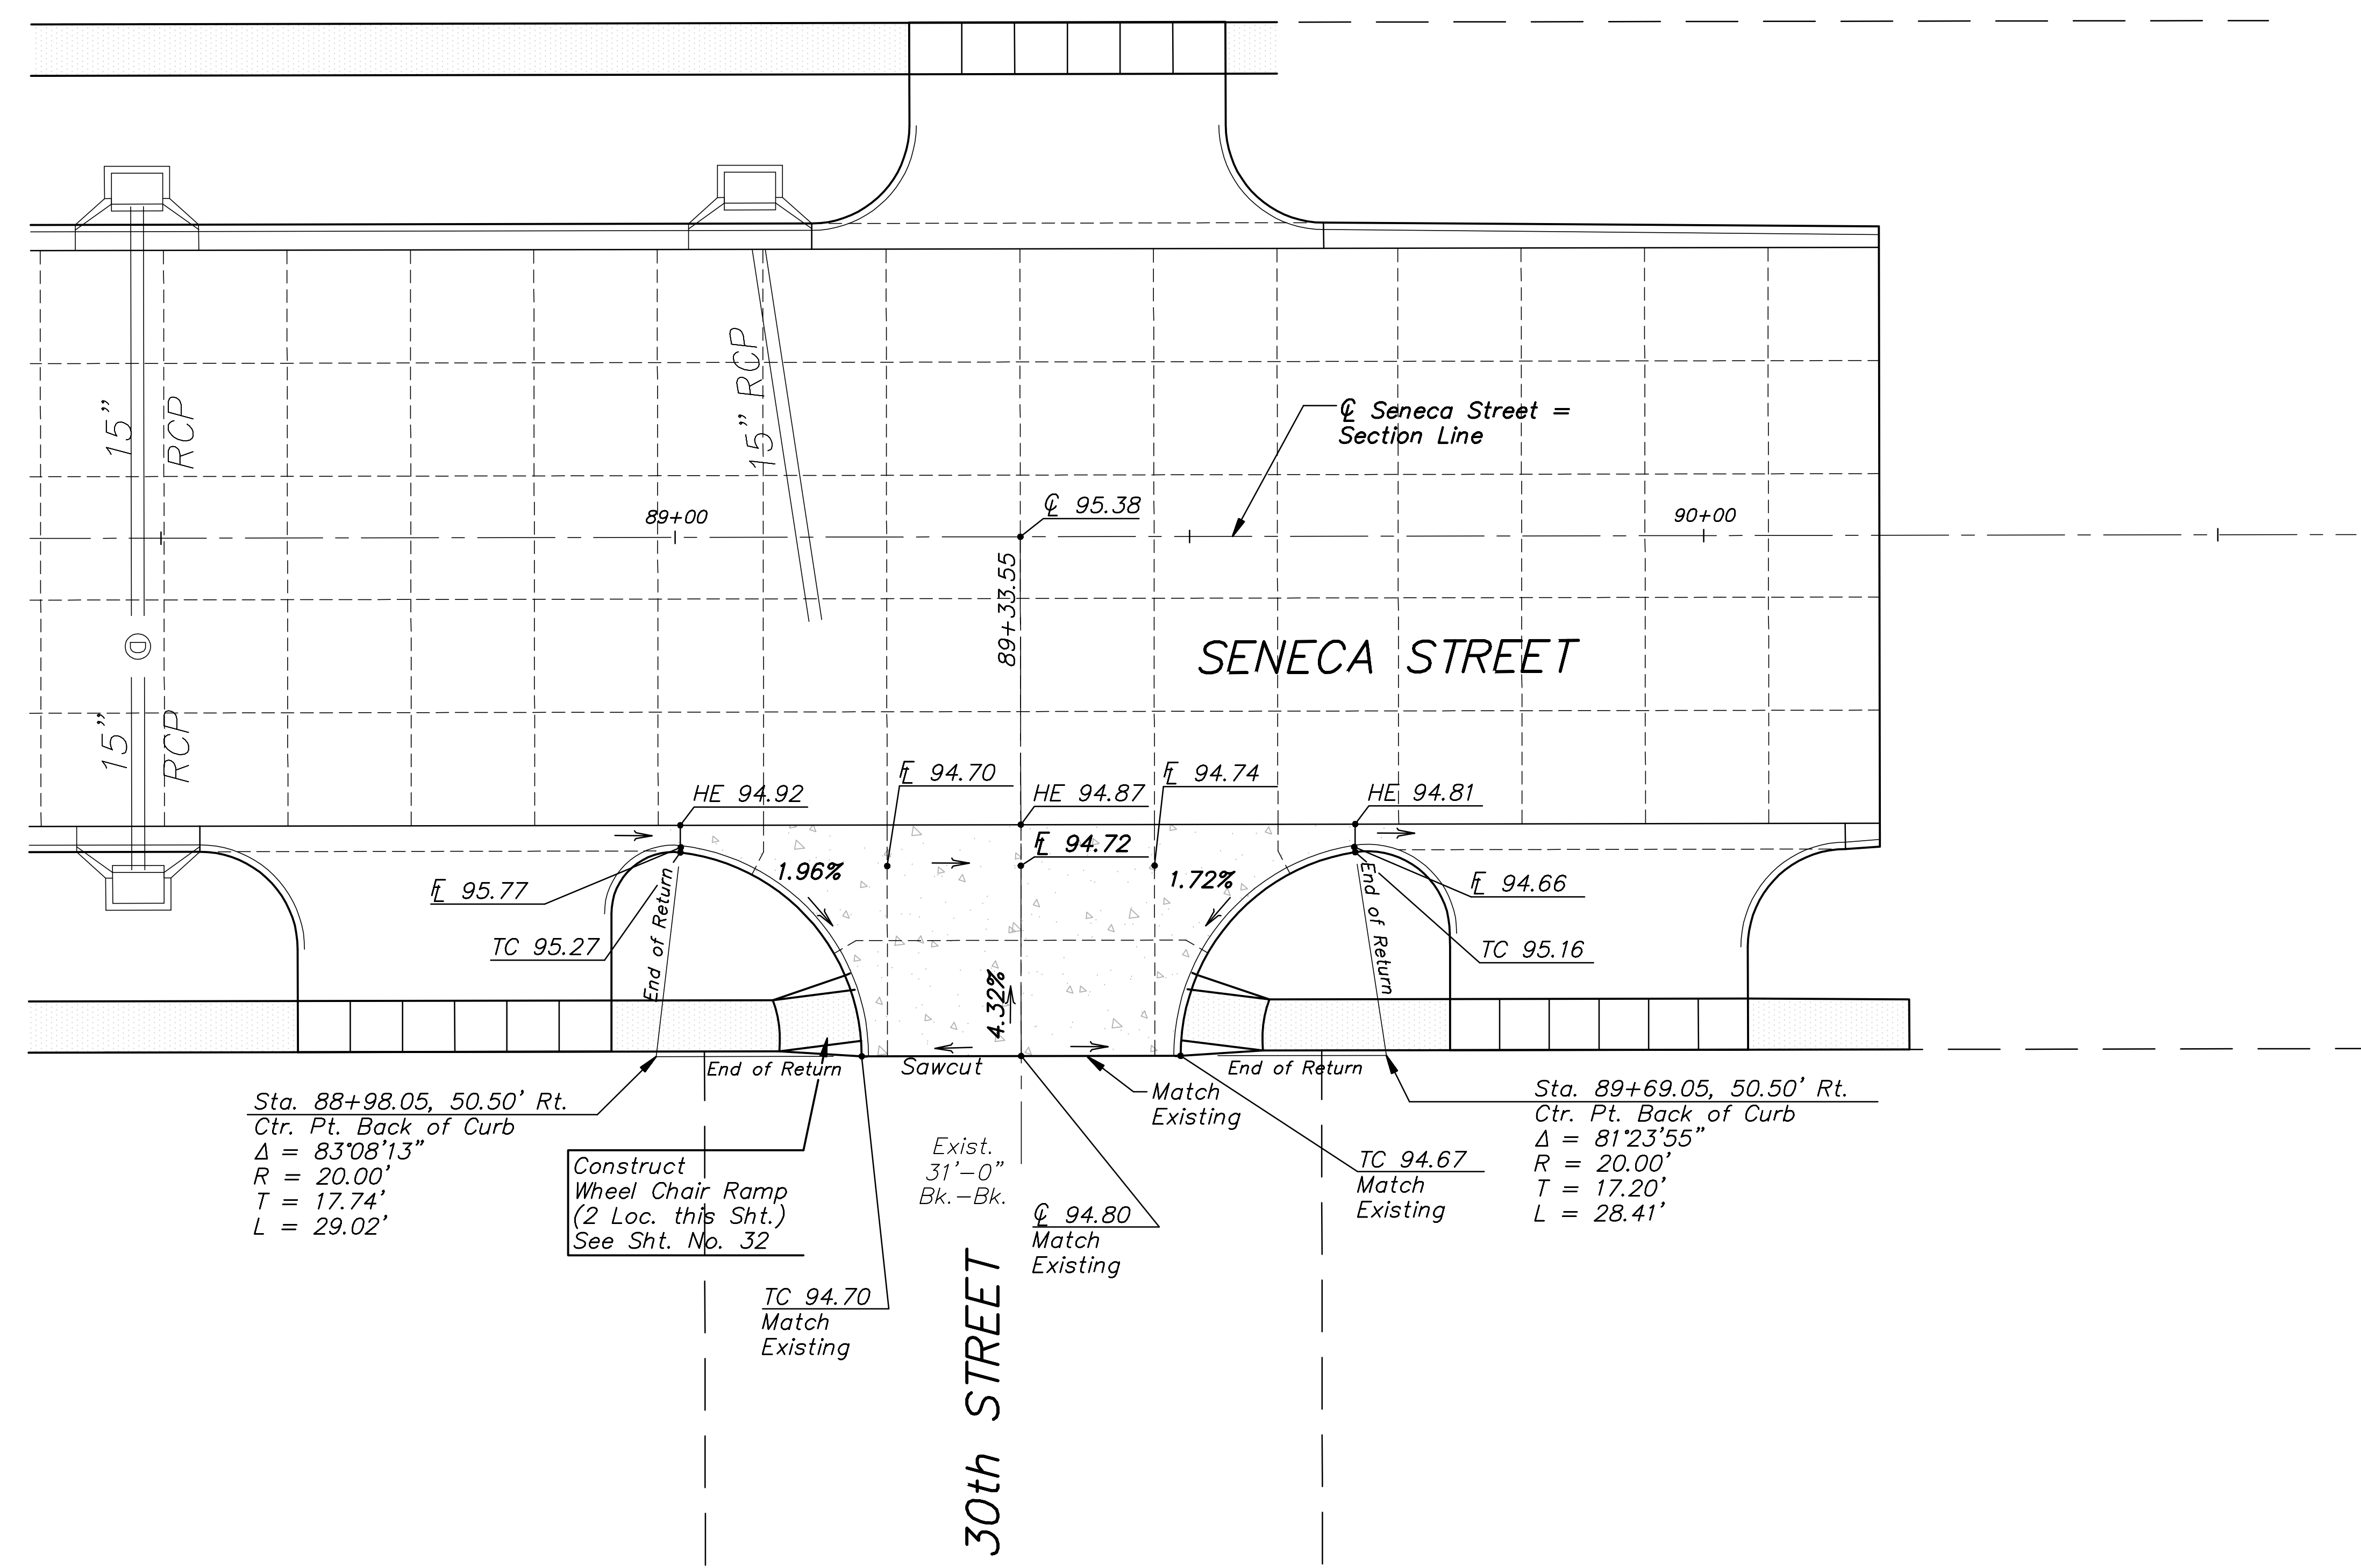 15”
RCP
15” RCP
℄ Seneca Street =
Section Line
℄ 95.38
89+00
90+00
89+33.55
SENECA STREET
D
15”
RCP
HE 94.92
FL 94.70
HE 94.87
FL 94.74
HE 94.81
FL 94.72
1.96%
1.72%
FL 95.77
FL 94.66
TC 95.27
TC 95.16
End of Return
End of Return
4.32%
End of Return
Sawcut
End of Return
Match
Existing
Sta. 88+98.05, 50.50’ Rt.
Ctr. Pt. Back of Curb
Δ = 83°08’13”
R = 20.00’
T = 17.74’
L = 29.02’
Construct
Wheel Chair Ramp
(2 Loc. this Sht.)
See Sht. No. 32
Exist.
31’-0”
Bk.-Bk.
℄ 94.80
Match
Existing
TC 94.67
Match
Existing
Sta. 89+69.05, 50.50’ Rt.
Ctr. Pt. Back of Curb
Δ = 81°23’55”
R = 20.00’
T = 17.20’
L = 28.41’
TC 94.70
Match
Existing
30th STREET